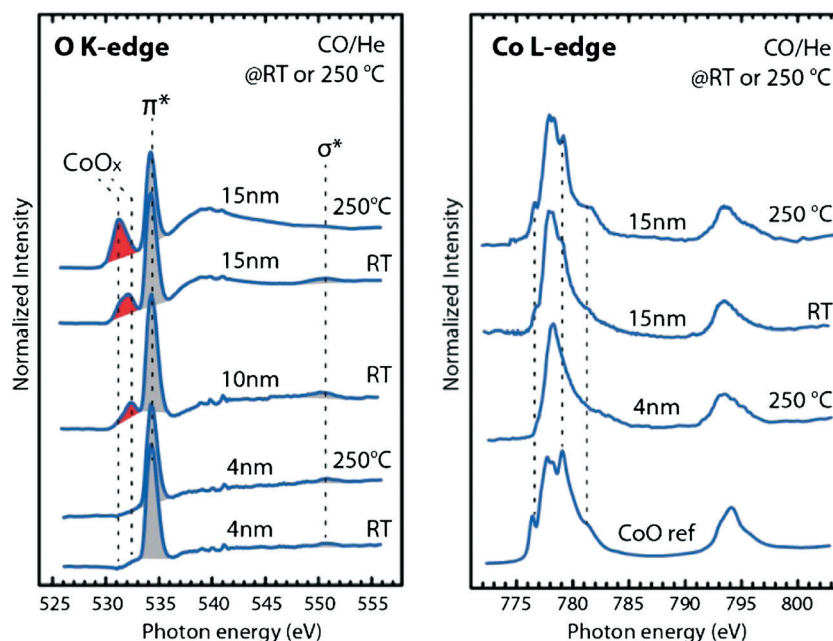 O K-edge
CO/He
@RT or 250 °C
π*
σ*
CoOx
15nm
250°C
15nm
RT
10nm
RT
4nm
250°C
4nm
RT
Normalized Intensity
525 530 535 540 545 550 555
Photon energy (eV)
Co L-edge
CO/He
@RT or 250 °C
15nm
250 °C
15nm
RT
4nm
250 °C
CoO ref
Normalized Intensity
775 780 785 790 795 800
Photon energy (eV)